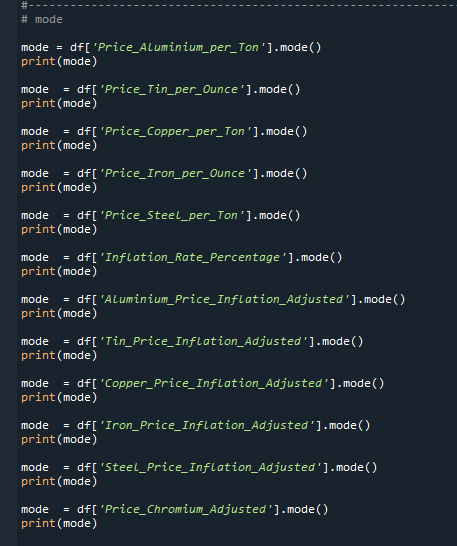 #--------------------------------------------------------------
# mode
mode = df['Price_Aluminium_per_Ton'].mode()
print(mode)
mode  = df['Price_Tin_per_Ounce'].mode()
print(mode)
mode  = df['Price_Copper_per_Ton'].mode()
print(mode)
mode  = df['Price_Iron_per_Ounce'].mode()
print(mode)
mode  = df['Price_Steel_per_Ton'].mode()
print(mode)
mode  = df['Inflation_Rate_Percentage'].mode()
print(mode)
mode  = df['Aluminium_Price_Inflation_Adjusted'].mode()
print(mode)
mode  = df['Tin_Price_Inflation_Adjusted'].mode()
print(mode)
mode  = df['Copper_Price_Inflation_Adjusted'].mode()
print(mode)
mode  = df['Iron_Price_Inflation_Adjusted'].mode()
print(mode)
mode  = df['Steel_Price_Inflation_Adjusted'].mode()
print(mode)
mode  = df['Price_Chromium_Adjusted'].mode()
print(mode)